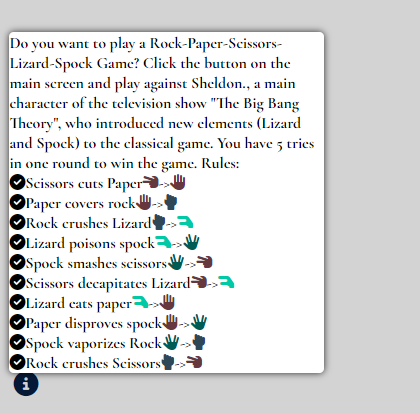 Do you want to play a Rock-Paper-Scissors-
Lizard-Spock Game? Click the button on the
main screen and play against Sheldon., a main
character of the television show "The Big Bang
Theory", who introduced new elements (Lizard
and Spock) to the classical game. You have 5 tries
in one round to win the game. Rules:
Scissors cuts Paper->
Paper covers rock->
Rock crushes Lizard->
Lizard poisons spock->
Spock smashes scissors->
Scissors decapitates Lizard->
Lizard eats paper->
Paper disproves spock->
Spock vaporizes Rock->
Rock crushes Scissors->
i